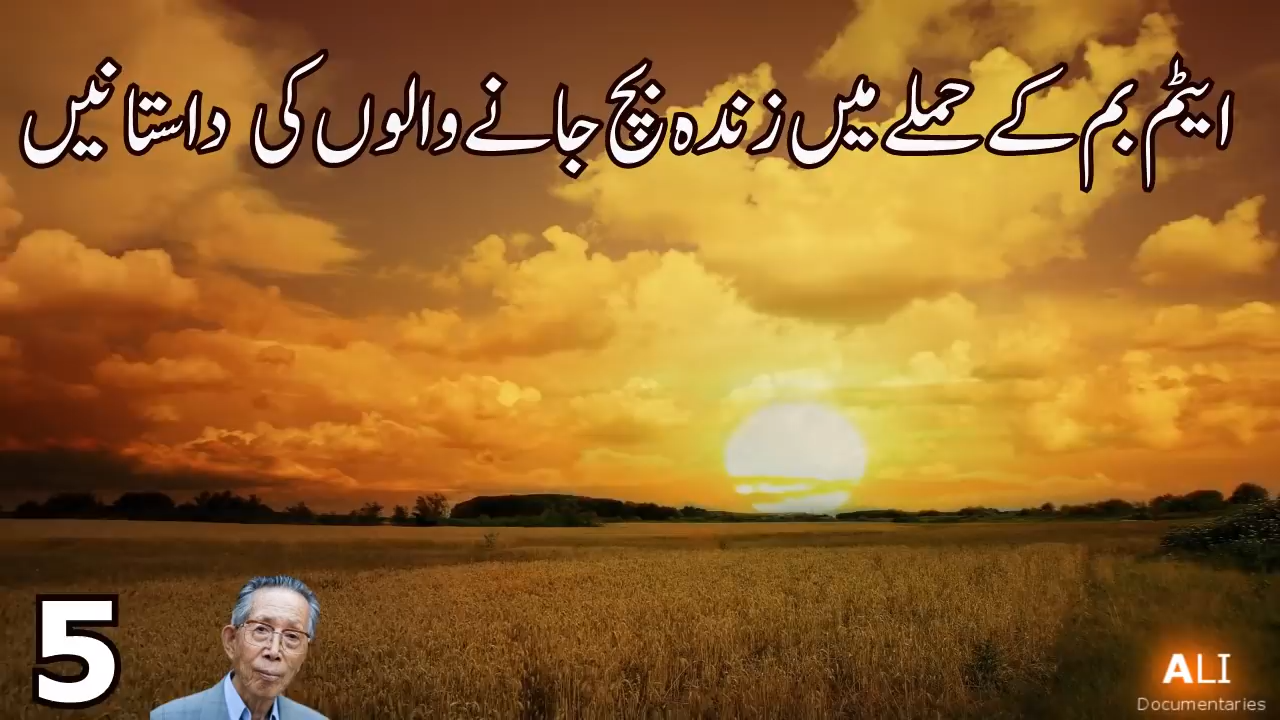 ایٹم بم کے حملے میں زندہ بچ جانے والوں کی داستانیں
5
ALI
Documentaries